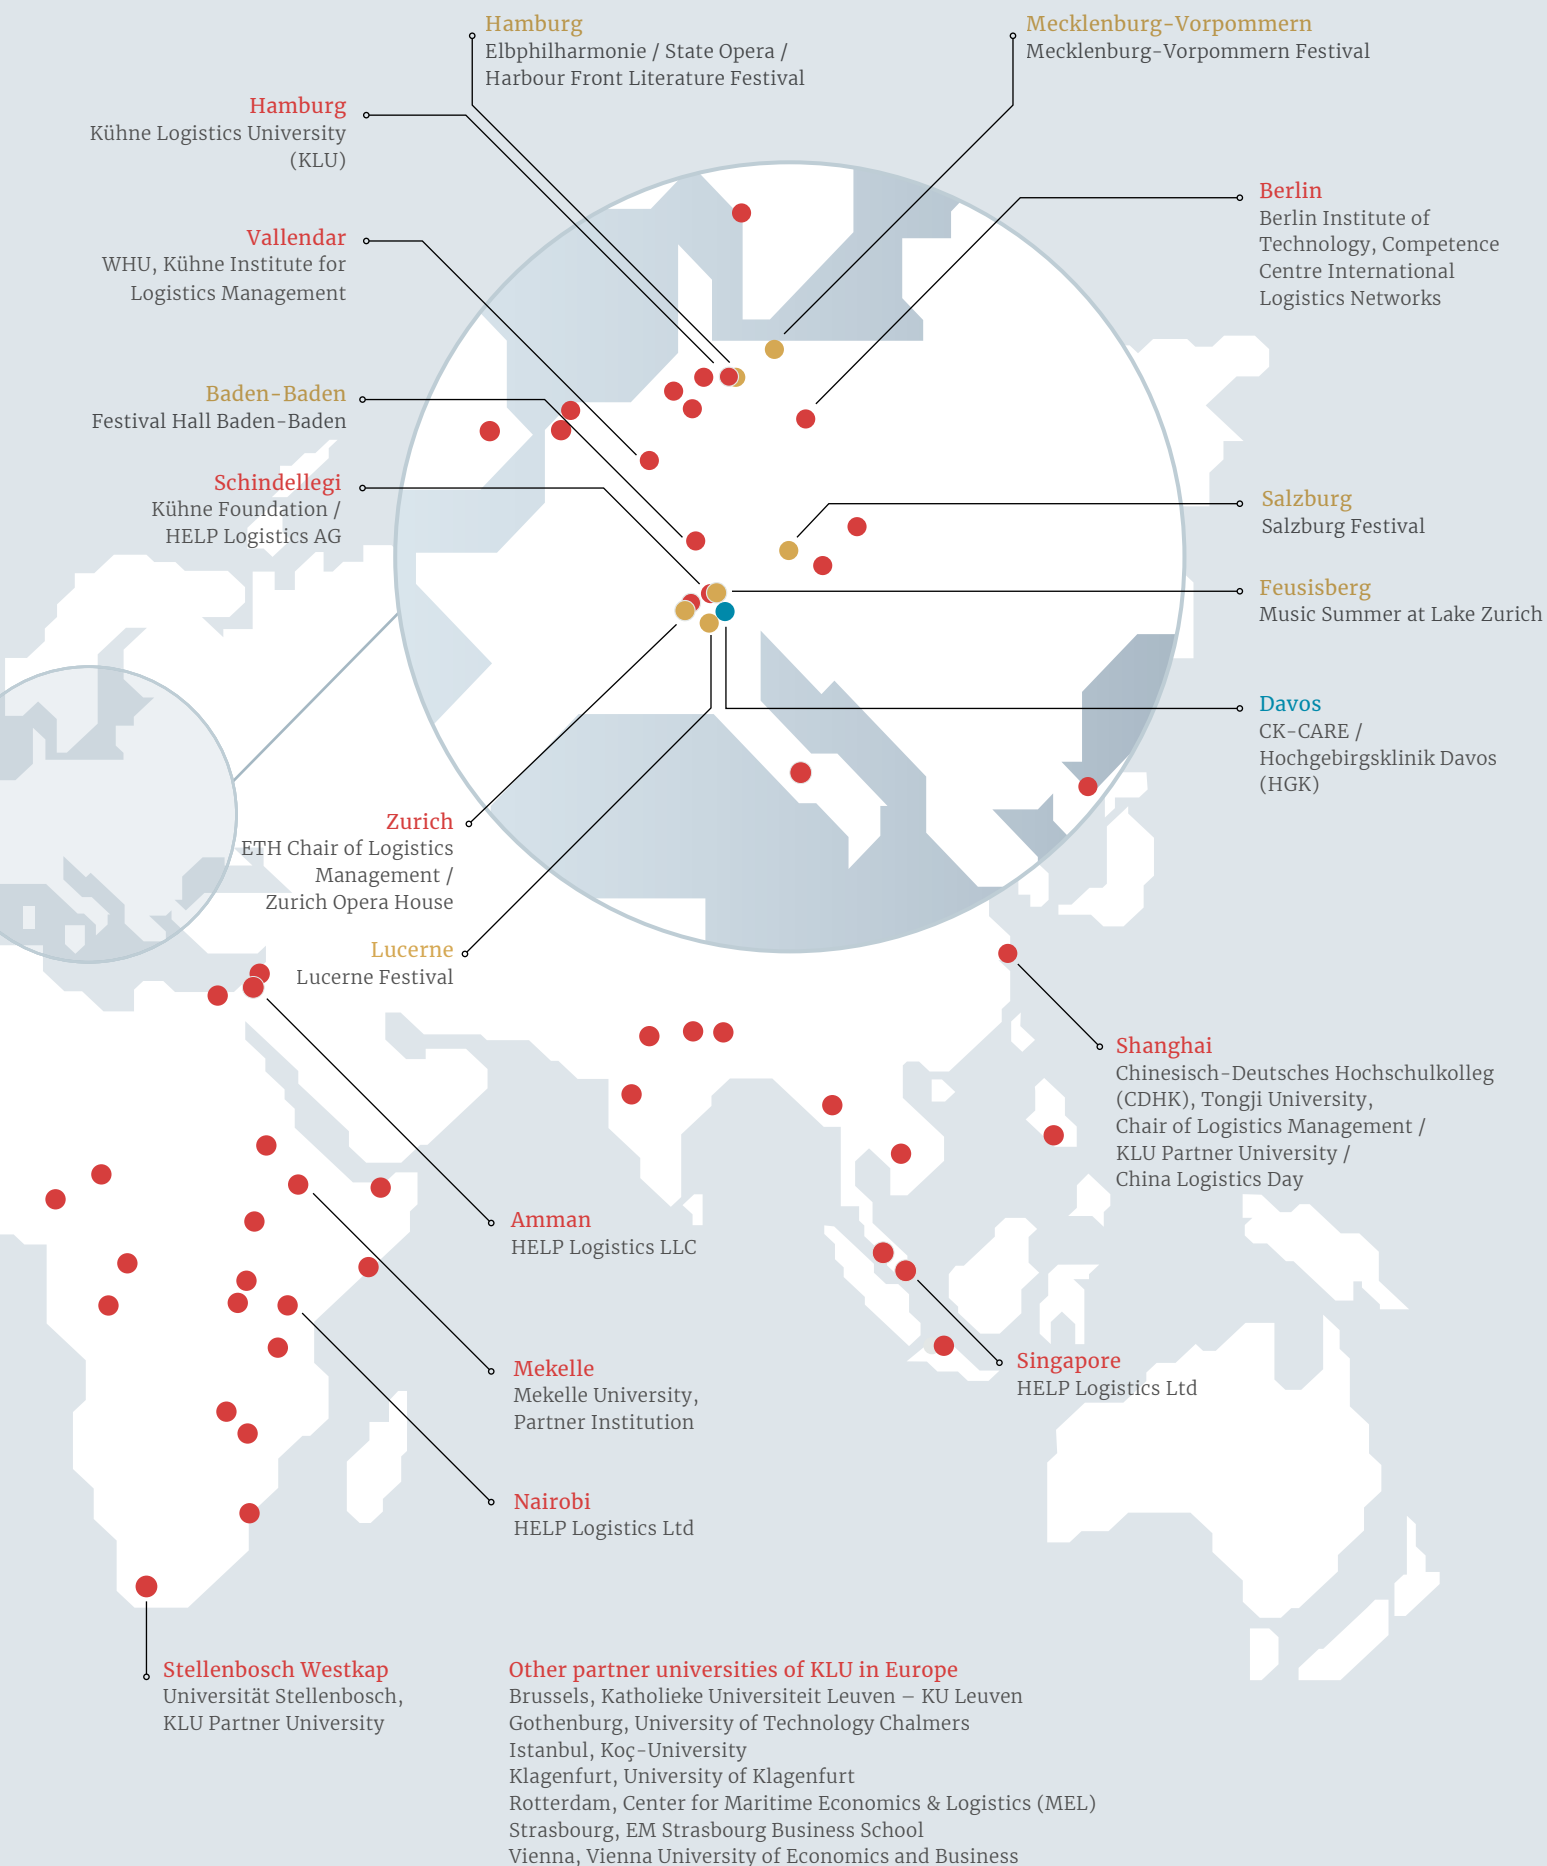 Hamburg
Elbphilharmonie / State Opera /
Harbour Front Literature Festival
Mecklenburg-Vorpommern
Mecklenburg-Vorpommern Festival
Hamburg
Kühne Logistics University
(KLU)
Berlin
Berlin Institute of
Technology, Competence
Centre International
Logistics Networks
Vallendar
WHU, Kühne Institute for
Logistics Management
Baden-Baden
Festival Hall Baden-Baden
Schindellegi
Kühne Foundation /
HELP Logistics AG
Salzburg
Salzburg Festival
Feusisberg
Music Summer at Lake Zurich
Davos
CK-CARE /
Hochgebirgsklinik Davos
(HGK)
Zurich
ETH Chair of Logistics
Management /
Zurich Opera House
Lucerne
Lucerne Festival
Shanghai
Chinesisch-Deutsches Hochschulkolleg
(CDHK), Tongji University,
Chair of Logistics Management /
KLU Partner University /
China Logistics Day
Amman
HELP Logistics LLC
Mekelle
Mekelle University,
Partner Institution
Singapore
HELP Logistics Ltd
Nairobi
HELP Logistics Ltd
Stellenbosch Westkap
Universität Stellenbosch,
KLU Partner University
Other partner universities of KLU in Europe
Brussels, Katholieke Universiteit Leuven – KU Leuven
Gothenburg, University of Technology Chalmers
Istanbul, Koç-University
Klagenfurt, University of Klagenfurt
Rotterdam, Center for Maritime Economics & Logistics (MEL)
Strasbourg, EM Strasbourg Business School
Vienna, Vienna University of Economics and Business